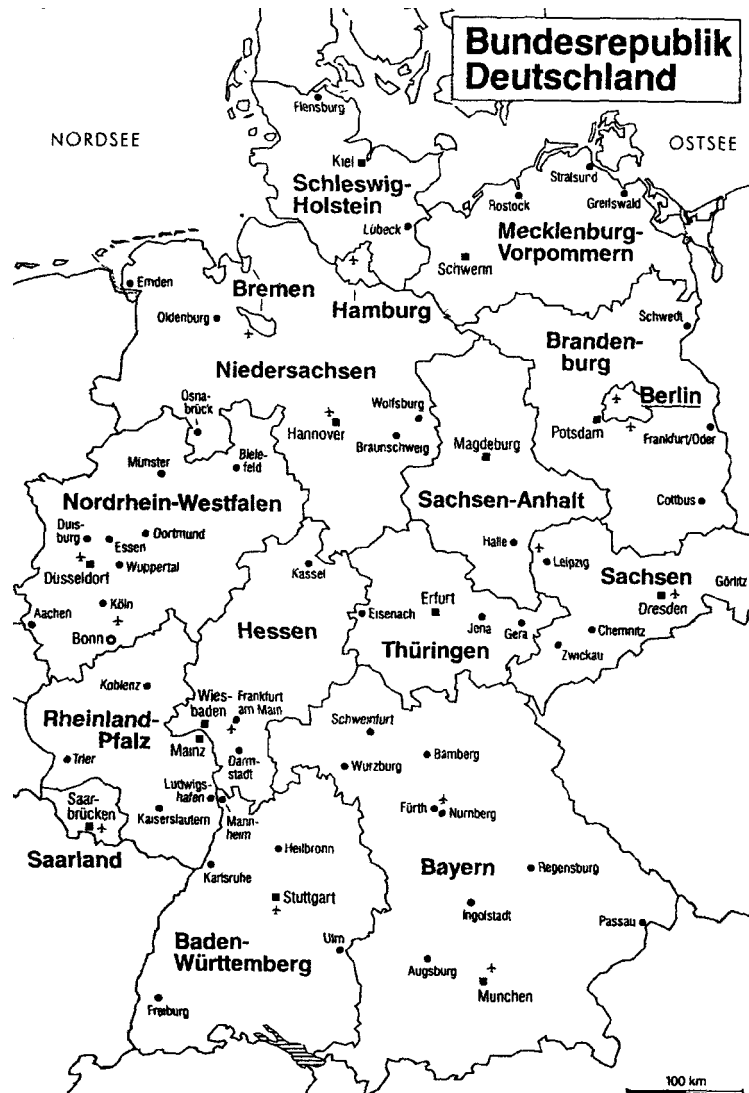 Bundesrepublik
Deutschland
NORDSEE
OSTSEE
Flensburg
Kiel
Schleswig-
Holstein
Lübeck
Stralsund
Rostock
Greifswald
Mecklenburg-
Vorpommern
Schwerin
Emden
Bremen
Hamburg
Oldenburg
Schwedt
Branden-
burg
Niedersachsen
Berlin
Osna-
brück
Hannover
Wolfsburg
Braunschweig
Magdeburg
Potsdam
Frankfurt/Oder
Münster
Biele-
feld
Nordrhein-Westfalen
Sachsen-Anhalt
Cottbus
Duis-
burg
Essen
Dortmund
Düsseldorf
Wuppertal
Kassel
Halle
Leipzig
Sachsen
Görlitz
Dresden
Aachen
Köln
Bonn
Hessen
Eisenach
Erfurt
Jena
Gera
Thüringen
Chemnitz
Zwickau
Koblenz
Rheinland-
Pfalz
Wies-
baden
Frankfurt
am Main
Mainz
Darm-
stadt
Schweinfurt
Trier
Wurzburg
Bamberg
Saar-
brücken
Ludwigs-
hafen
Kaiserslautern
Mann-
heim
Fürth
Nurnberg
Saarland
Heilbronn
Karlsruhe
Bayern
Regensburg
Stuttgart
Ingolstadt
Passau
Baden-
Württemberg
Ulm
Augsburg
Munchen
Freiburg
100 km